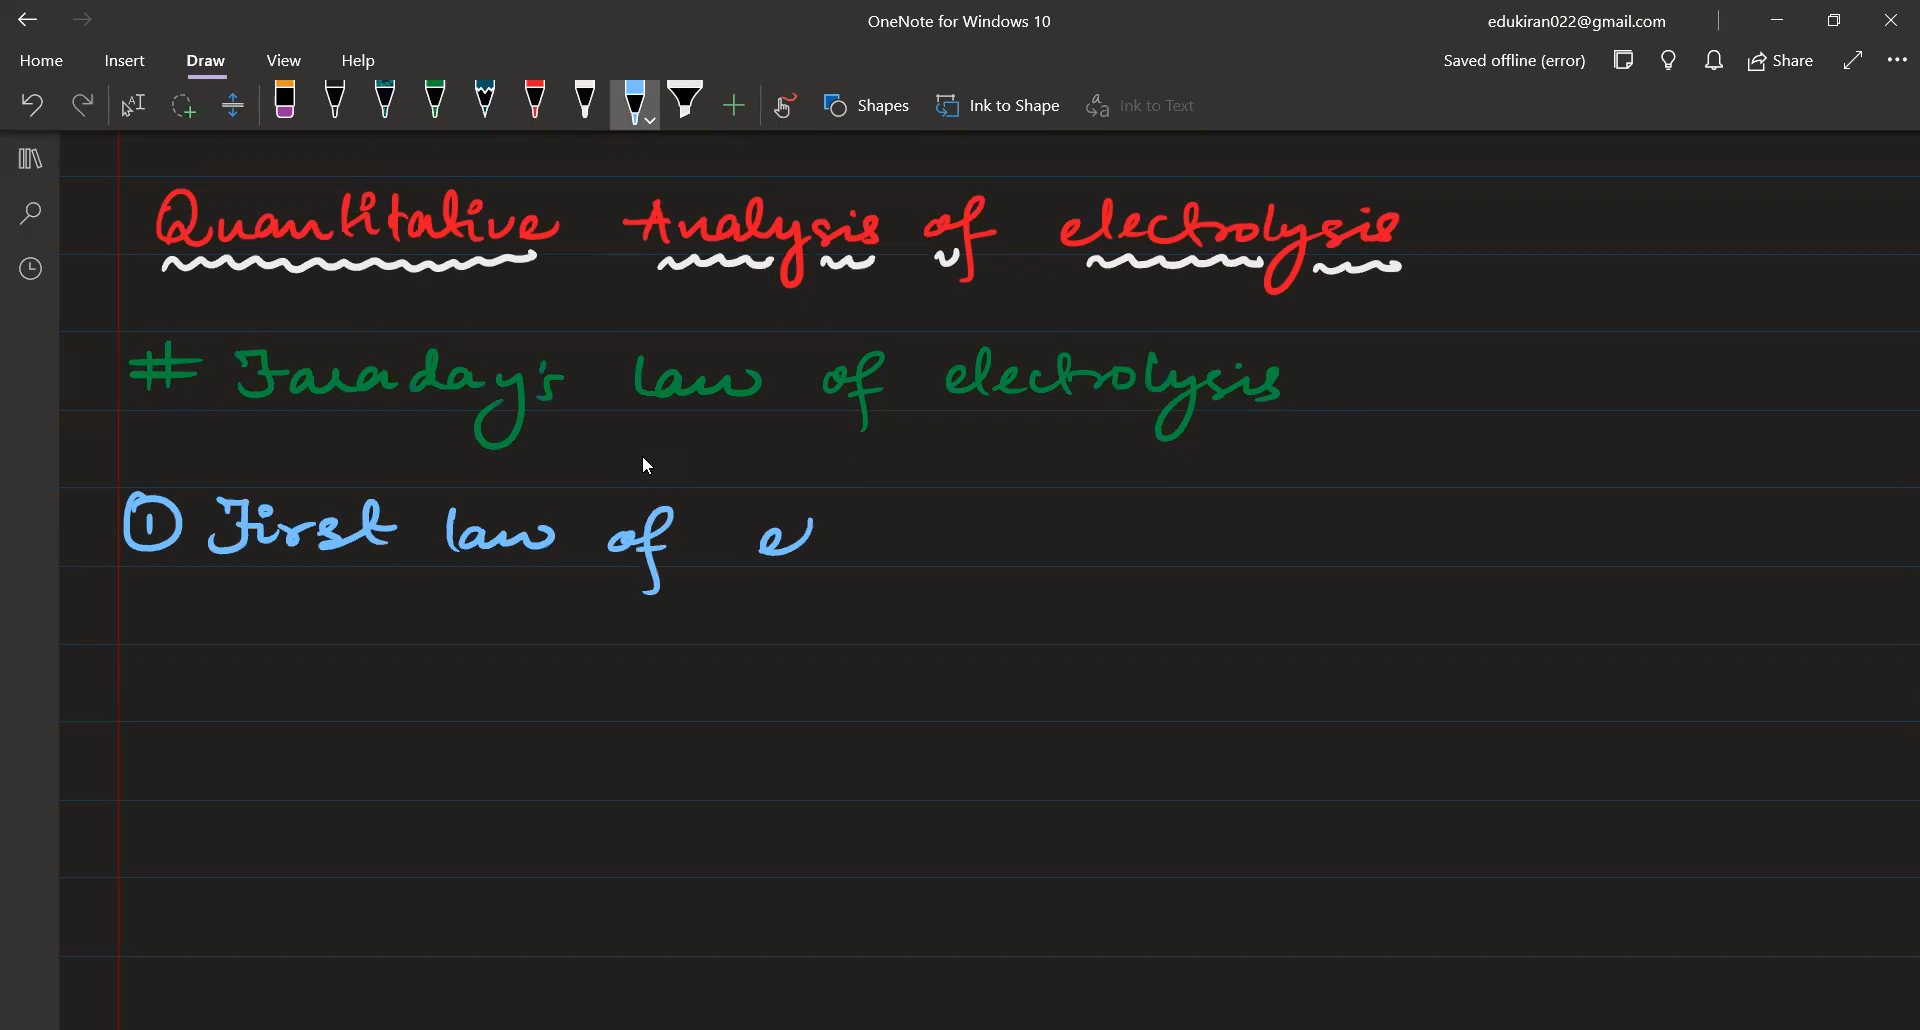 OneNote for Windows 10 edukiran022@gmail.com
Home Insert Draw View Help Saved offline (error) Share
Shapes Ink to Shape Ink to Text
Quantitative Analysis of electrolysis
# Faraday's law of electrolysis
① First law of el